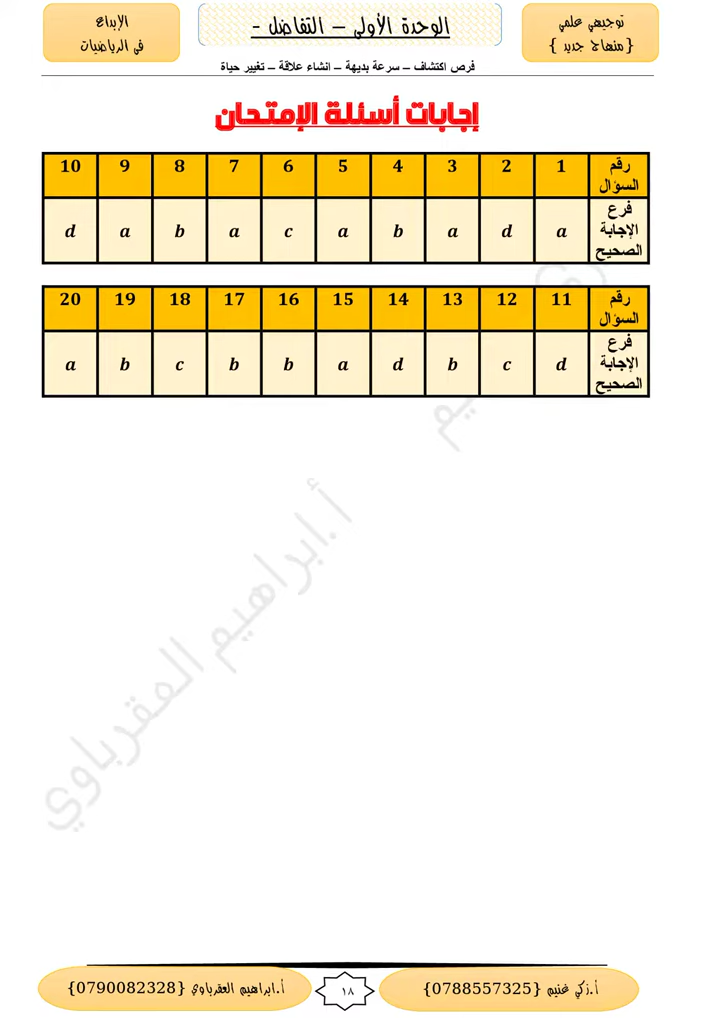 توجيهي علمي
{ منهاج جديد }
الوحدة الأولى – التفاضل -
الإبداع
في الرياضيات
فرص اكتشاف – سرعة بديهة – انشاء علاقة – تغيير حياة
إجابات أسئلة الإمتحان
رقم السؤال 1 2 3 4 5 6 7 8 9 10
فرع الإجابة الصحيح a d a b a c a b a d
رقم السؤال 11 12 13 14 15 16 17 18 19 20
فرع الإجابة الصحيح d c b d a b b c b a
أ.ابراهيم العقرباوي
أ.زكي غنيم {0788557325}
١٨
أ.ابراهيم العقرباوي {0790082328}